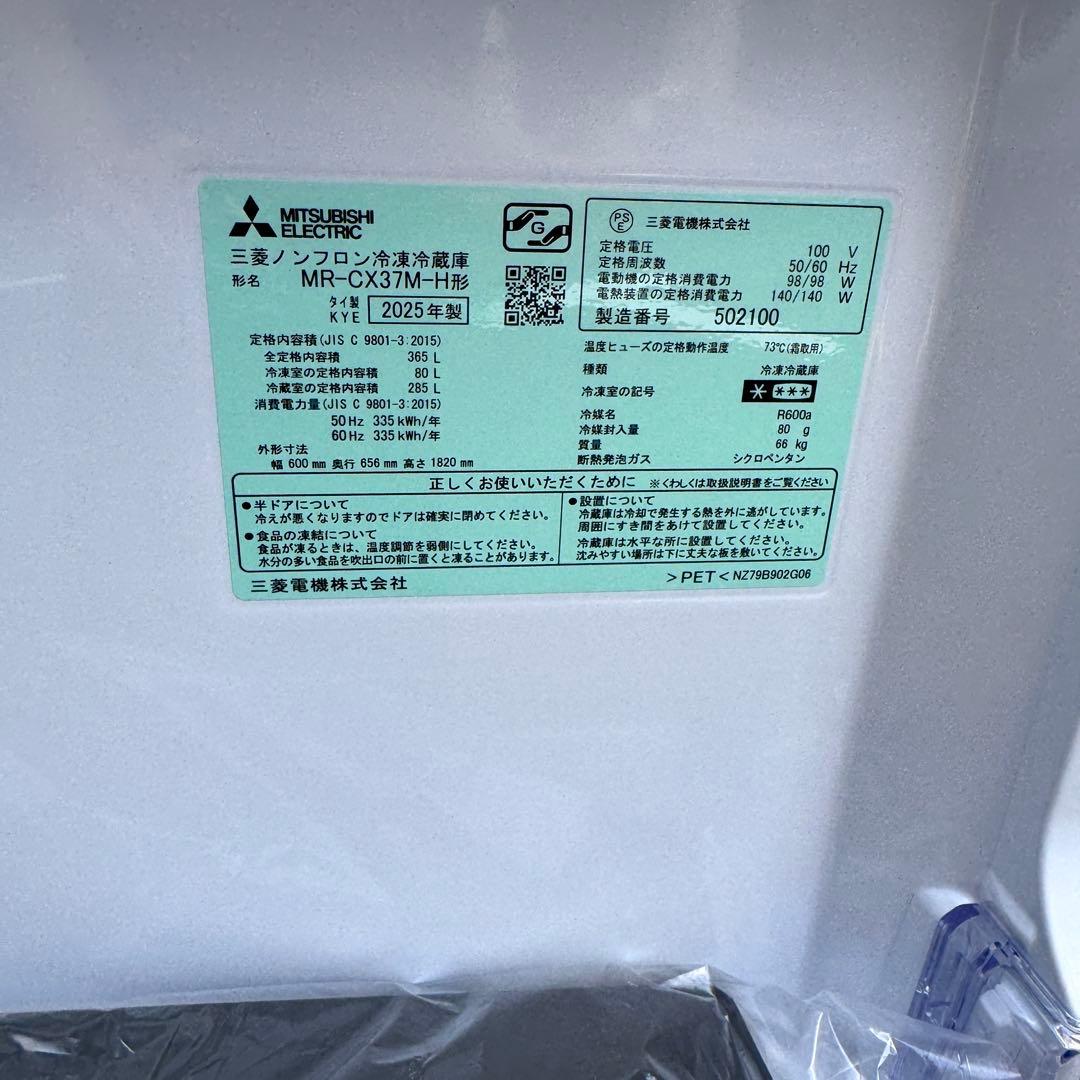 MITSUBISHI
ELECTRIC
三菱ノンフロン冷凍冷蔵庫
形名 MR-CX37M-H形
タイ製
KYE 2025年製
G
定格内容積(JIS C 9801-3:2015)
全定格内容積 365 L
冷凍室の定格内容積 80 L
冷蔵室の定格内容積 285 L
消費電力量(JIS C 9801-3:2015)
50Hz 335kWh/年
60Hz 335kWh/年
外形寸法
幅 600mm 奥行 656mm 高さ 1820mm
PS
E 三菱電機株式会社
定格電圧 100 V
定格周波数 50/60 Hz
電動機の定格消費電力 98/98 W
電熱装置の定格消費電力 140/140 W
製造番号 502100
温度ヒューズの定格動作温度 73℃(霜取用)
種類 冷凍冷蔵庫
冷凍室の記号 * ***
冷媒名 R600a
冷媒封入量 80 g
質量 66 kg
断熱発泡ガス シクロペンタン
正しくお使いいただくために ※くわしくは取扱説明書をご覧ください
●半ドアについて
冷えが悪くなりますのでドアは確実に閉めてください。
●食品の凍結について
食品が凍るときは、温度調節を弱側にしてください。
水分の多い食品を吹出口の前に置くと凍ることがあります。
●設置について
冷蔵庫は冷却で発生する熱を外に逃がしています。
周囲にすき間をあけて設置してください。
冷蔵庫は水平な所に設置してください。
沈みやすい場所は下に丈夫な板を敷いてください。
三菱電機株式会社
>PET< NZ79B902G06